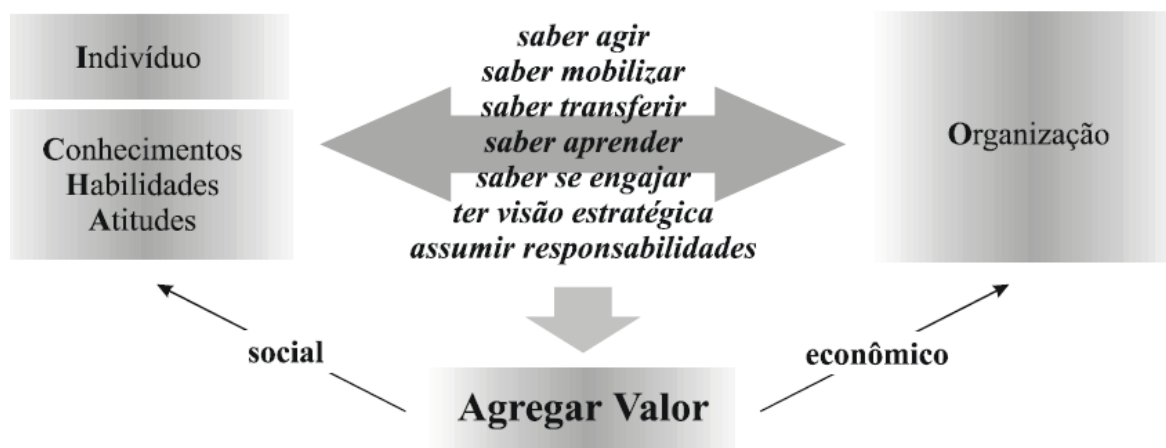 Indivíduo
Conhecimentos
Habilidades
Atitudes
saber agir
saber mobilizar
saber transferir
saber aprender
saber se engajar
ter visão estratégica
assumir responsabilidades
Organização
social
econômico
Agregar Valor